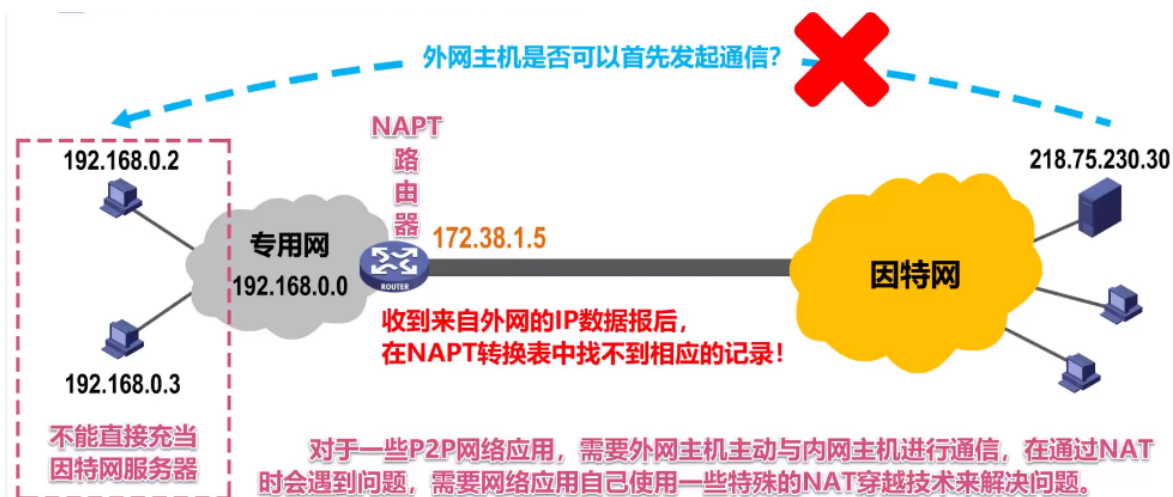 外网主机是否可以首先发起通信？
NAPT
路
由
器
192.168.0.2
218.75.230.30
专用网
192.168.0.0
ROUTER
172.38.1.5
因特网
收到来自外网的IP数据报后，
在NAPT转换表中找不到相应的记录！
192.168.0.3
不能直接充当
因特网服务器
对于一些P2P网络应用，需要外网主机主动与内网主机进行通信，在通过NAT
时会遇到问题，需要网络应用自己使用一些特殊的NAT穿越技术来解决问题。